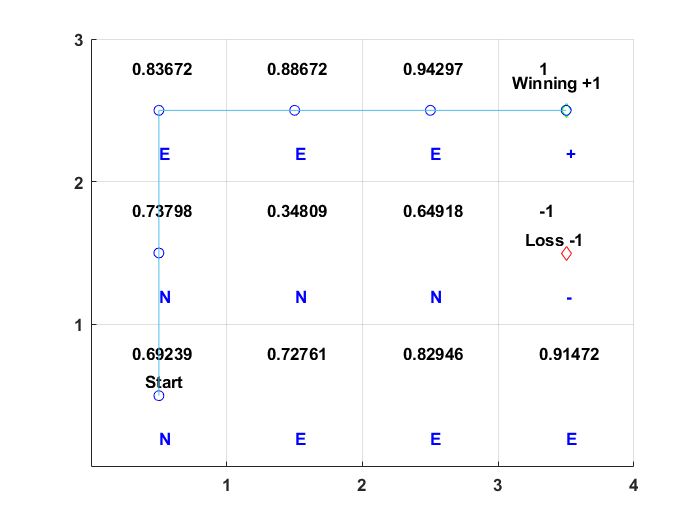 3
0.83672 0.88672 0.94297 1
Winning +1
E E E +
2
0.73798 0.34809 0.64918 -1
Loss -1
N N N -
1
0.69239 0.72761 0.82946 0.91472
Start
N E E E
1 2 3 4